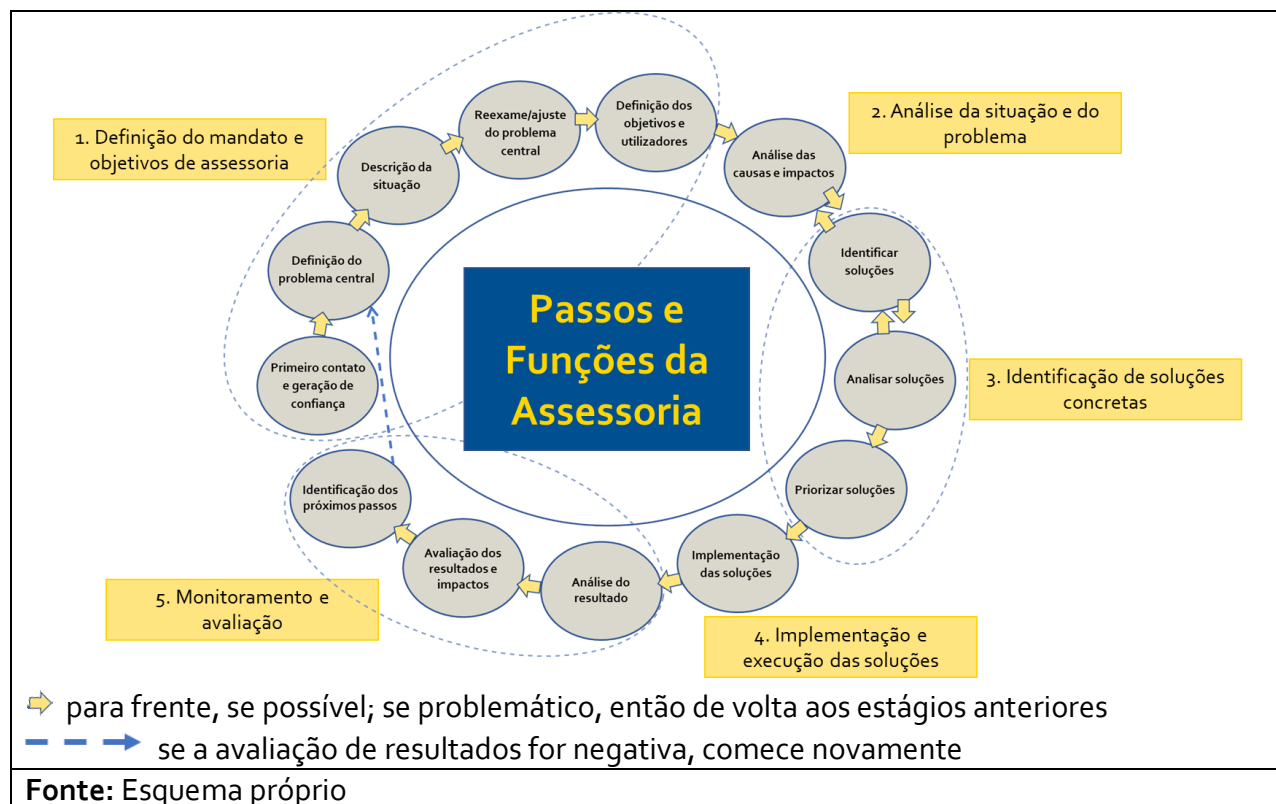 1. Definição do mandato e
objetivos de assessoria
Primeiro contato
e geração de
confiança
Definição do
problema central
Descrição da
situação
Reexame/ajuste
do problema
central
Definição dos
objetivos e
utilizadores
2. Análise da situação e do
problema
Análise das
causas e impactos
Identificar
soluções
Analisar soluções
Priorizar soluções
3. Identificação de soluções
concretas
Implementação
das soluções
4. Implementação e
execução das soluções
Análise do
resultado
Avaliação dos
resultados e
impactos
Identificação dos
próximos passos
5. Monitoramento e
avaliação
Passos e
Funções da
Assessoria
para frente, se possível; se problemático, então de volta aos estágios anteriores
se a avaliação de resultados for negativa, comece novamente
Fonte: Esquema próprio